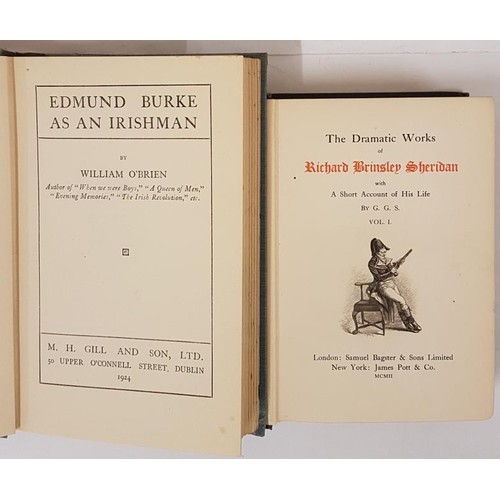 EDMUND BURKE
AS AN IRISHMAN
BY
WILLIAM O'BRIEN
Author of "When we were Boys," "A Queen of Men,"
"Evening Memories," "The Irish Revolution," etc.
M. H. GILL AND SON, LTD.
50 UPPER O'CONNELL STREET, DUBLIN
1924
The Dramatic Works
of
Richard Brinsley Sheridan
with
A Short Account of His Life
BY G. G. S.
VOL. I.
London: Samuel Bagster & Sons Limited
New York: James Pott & Co.
MCMII